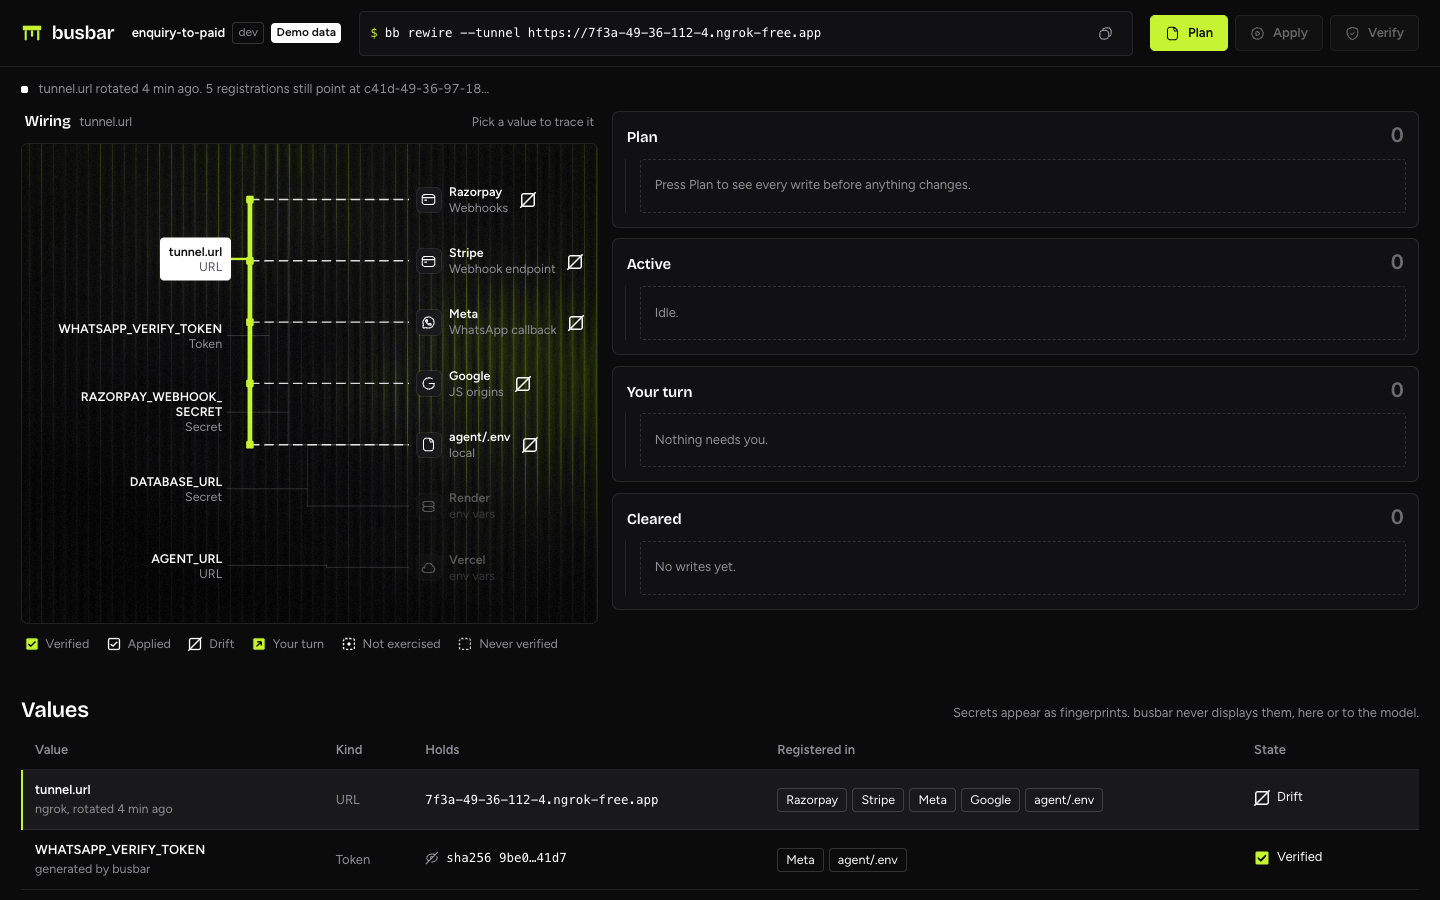 busbar
enquiry-to-paid
dev
Demo data
$ bb rewire --tunnel https://7f3a-49-36-112-4.ngrok-free.app
Plan
Apply
Verify
tunnel.url rotated 4 min ago. 5 registrations still point at c41d-49-36-97-18…
Wiring
tunnel.url
Pick a value to trace it
tunnel.url
URL
WHATSAPP_VERIFY_TOKEN
Token
RAZORPAY_WEBHOOK_
SECRET
Secret
DATABASE_URL
Secret
AGENT_URL
URL
Razorpay
Webhooks
Stripe
Webhook endpoint
Meta
WhatsApp callback
Google
JS origins
agent/.env
local
Render
env vars
Vercel
env vars
Verified
Applied
Drift
Your turn
Not exercised
Never verified
Plan
0
Press Plan to see every write before anything changes.
Active
0
Idle.
Your turn
0
Nothing needs you.
Cleared
0
No writes yet.
Values
Secrets appear as fingerprints. busbar never displays them, here or to the model.
Value
Kind
Holds
Registered in
State
tunnel.url
ngrok, rotated 4 min ago
URL
7f3a-49-36-112-4.ngrok-free.app
Razorpay
Stripe
Meta
Google
agent/.env
Drift
WHATSAPP_VERIFY_TOKEN
generated by busbar
Token
sha256 9be0…41d7
Meta
agent/.env
Verified